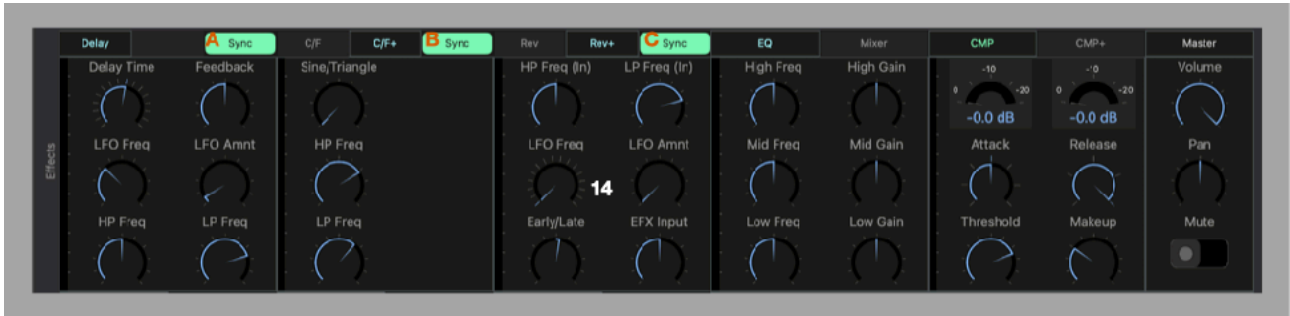 Delay A Sync C/F C/F+ B Sync Rev Rev+ C Sync EQ Mixer CMP CMP+ Master
Delay Time Feedback Sine/Triangle HP Freq (In) LP Freq (In) High Freq High Gain -10 -10 Volume
0 -20 0 -20
-0.0 dB -0.0 dB
Effects
LFO Freq LFO Amnt HP Freq LFO Freq LFO Amnt Mid Freq Mid Gain Attack Release Pan
14
HP Freq LP Freq LP Freq Early/Late EFX Input Low Freq Low Gain Threshold Makeup Mute